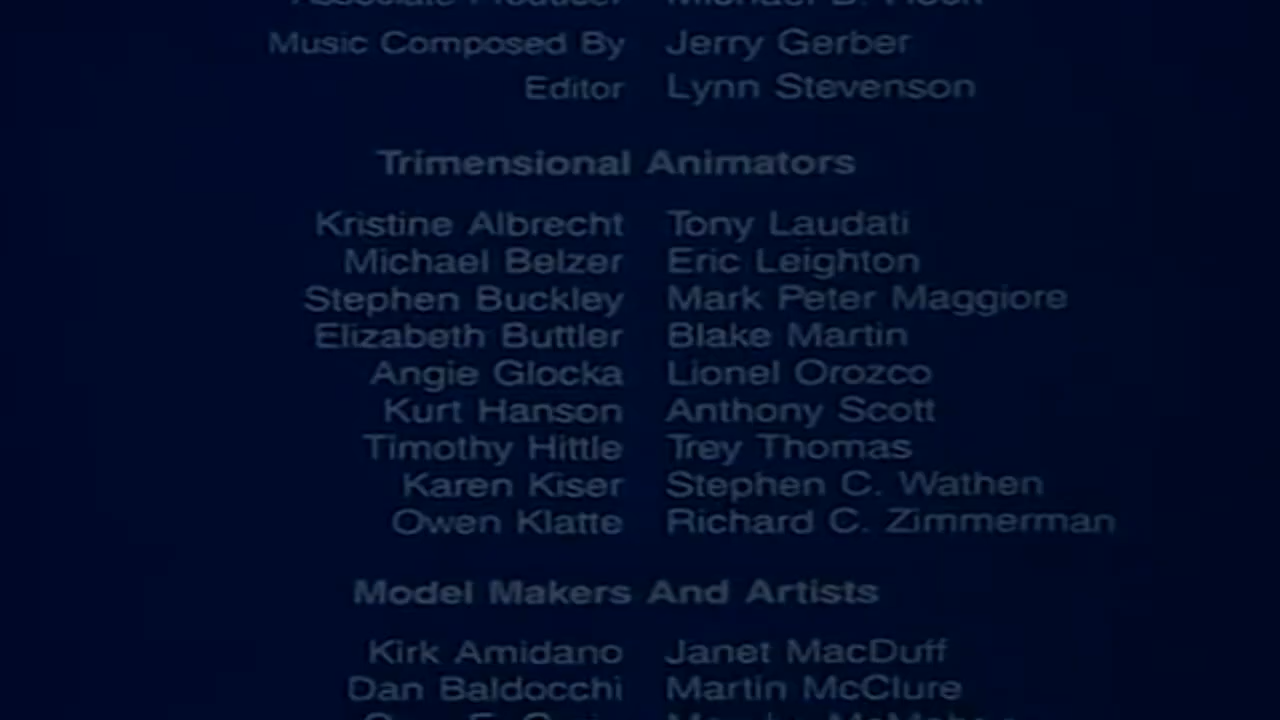 Associate Producer Michael D.
Music Composed By Jerry Gerber
Editor Lynn Stevenson
Trimensional Animators
Kristine Albrecht Tony Laudati
Michael Belzer Eric Leighton
Stephen Buckley Mark Peter Maggiore
Elizabeth Buttler Blake Martin
Angie Glocka Lionel Orozco
Kurt Hanson Anthony Scott
Timothy Hittle Trey Thomas
Karen Kiser Stephen C. Wathen
Owen Klatte Richard C. Zimmerman
Model Makers And Artists
Kirk Amidano Janet MacDuff
Dan Baldocchi Martin McClure